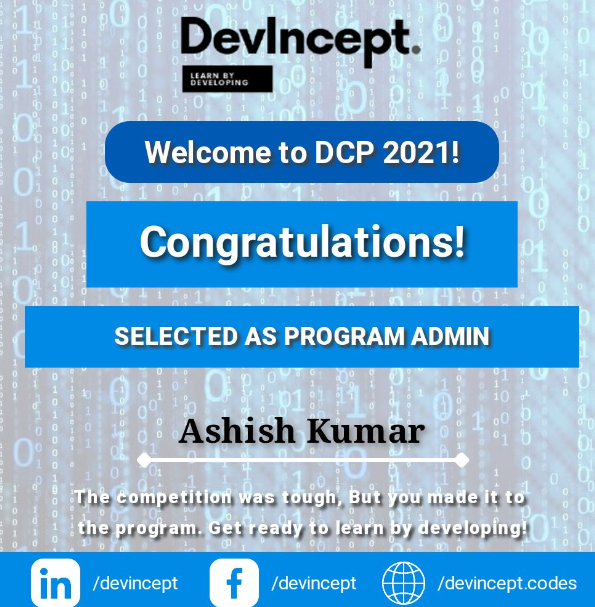 DevIncept.
LEARN BY
DEVELOPING
Welcome to DCP 2021!
Congratulations!
SELECTED AS PROGRAM ADMIN
Ashish Kumar
The competition was tough, But you made it to
the program. Get ready to learn by developing!
in /devincept f /devincept /devincept.codes